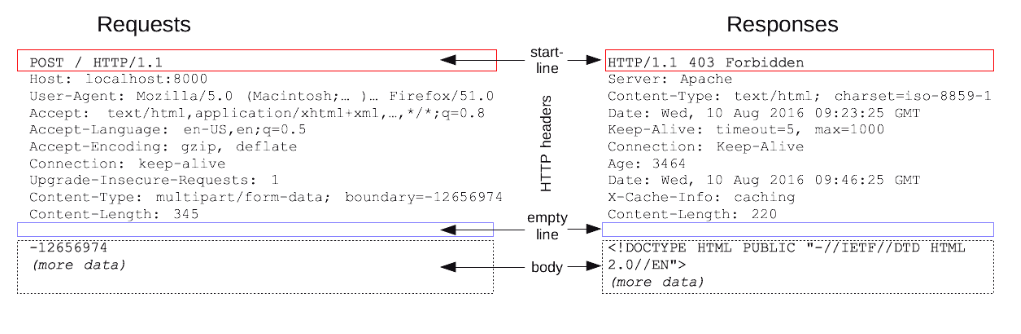 Requests
POST / HTTP/1.1
Host: localhost:8000
User-Agent: Mozilla/5.0 (Macintosh;… )… Firefox/51.0
Accept: text/html,application/xhtml+xml,…,*/*;q=0.8
Accept-Language: en-US,en;q=0.5
Accept-Encoding: gzip, deflate
Connection: keep-alive
Upgrade-Insecure-Requests: 1
Content-Type: multipart/form-data; boundary=-12656974
Content-Length: 345
-12656974
(more data)
start-
line
HTTP headers
empty
line
body
Responses
HTTP/1.1 403 Forbidden
Server: Apache
Content-Type: text/html; charset=iso-8859-1
Date: Wed, 10 Aug 2016 09:23:25 GMT
Keep-Alive: timeout=5, max=1000
Connection: Keep-Alive
Age: 3464
Date: Wed, 10 Aug 2016 09:46:25 GMT
X-Cache-Info: caching
Content-Length: 220
<!DOCTYPE HTML PUBLIC "-//IETF//DTD HTML
2.0//EN">
(more data)